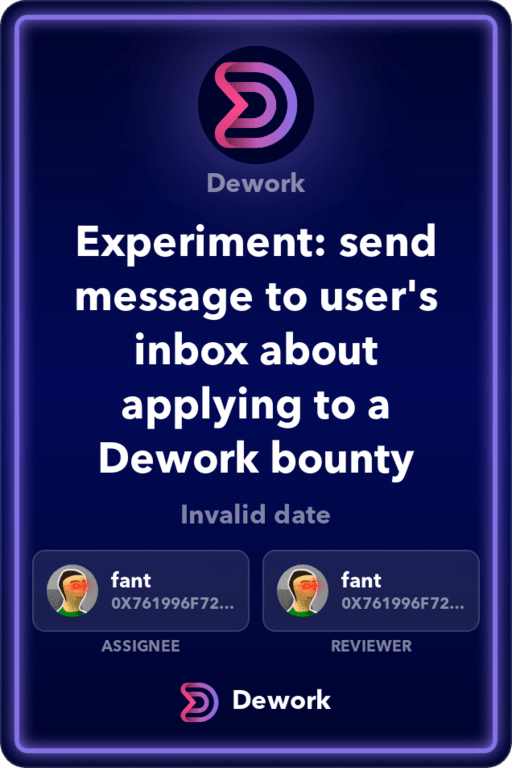 Dework
Experiment: send
message to user's
inbox about
applying to a
Dework bounty
Invalid date
fant
0X761996F72...
ASSIGNEE
fant
0X761996F72...
REVIEWER
Dework